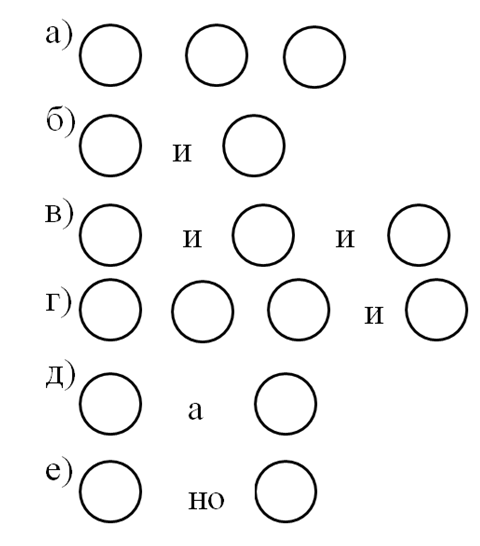 а)
б) и
в) и и
г) и
д) а
е) но